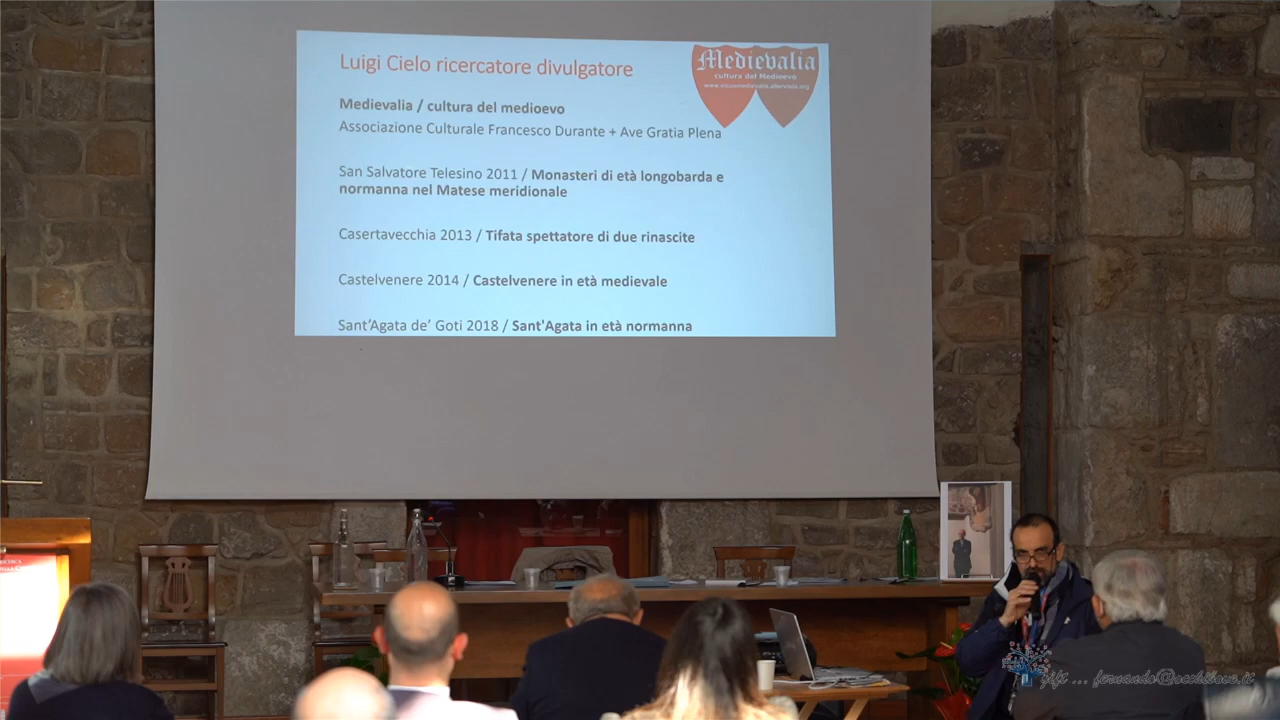 Luigi Cielo ricercatore divulgatore
Medievalia
cultura del Medioevo
Medievalia / cultura del medioevo
Associazione Culturale Francesco Durante + Ave Gratia Plena
San Salvatore Telesino 2011 / Monasteri di età longobarda e
normanna nel Matese meridionale
Casertavecchia 2013 / Tifata spettatore di due rinascite
Castelvenere 2014 / Castelvenere in età medievale
Sant'Agata de' Goti 2018 / Sant'Agata in età normanna
gift ... fernando@occhibove.it